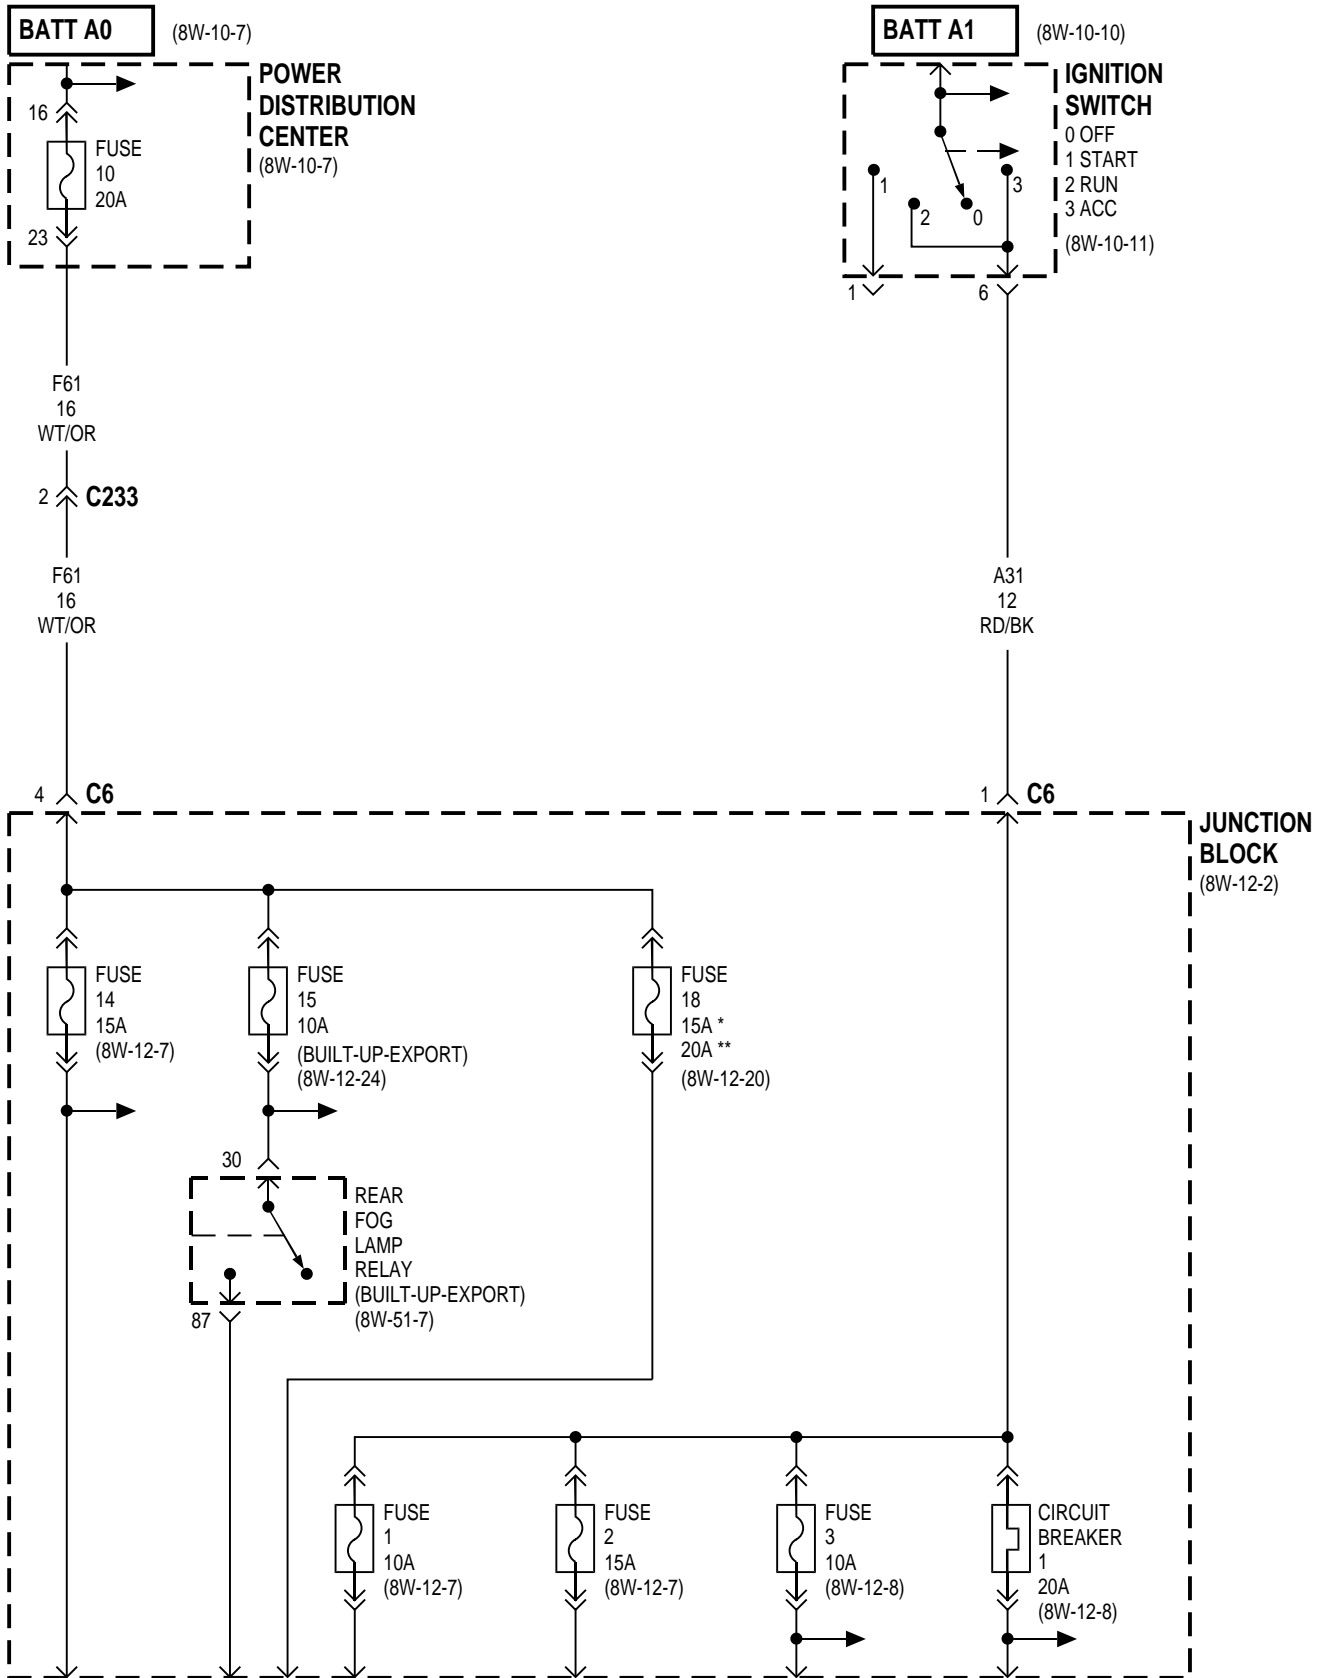 BATT A0
(8W-10-7)
BATT A1
(8W-10-10)
POWER
DISTRIBUTION
CENTER
(8W-10-7)
16
FUSE
10
20A
23
IGNITION
SWITCH
0 OFF
1 START
2 RUN
3 ACC
(8W-10-11)
1
2
0
3
1
6
F61
16
WT/OR
2
C233
F61
16
WT/OR
A31
12
RD/BK
4
C6
1
C6
JUNCTION
BLOCK
(8W-12-2)
FUSE
14
15A
(8W-12-7)
FUSE
15
10A
(BUILT-UP-EXPORT)
(8W-12-24)
FUSE
18
15A *
20A **
(8W-12-20)
30
REAR
FOG
LAMP
RELAY
(BUILT-UP-EXPORT)
(8W-51-7)
87
FUSE
1
10A
(8W-12-7)
FUSE
2
15A
(8W-12-7)
FUSE
3
10A
(8W-12-8)
CIRCUIT
BREAKER
1
20A
(8W-12-8)